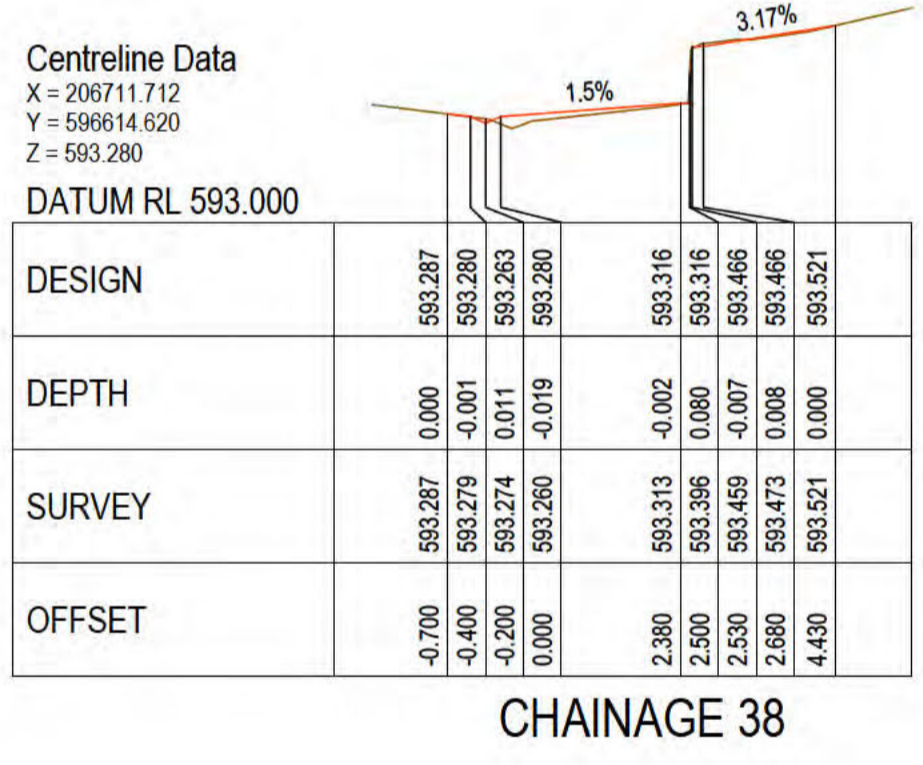 3.17%
Centreline Data
X = 206711.712
1.5%
Y = 596614.620
Z = 593.280
DATUM RL 593.000
DESIGN 593.287 593.280 593.263 593.280 593.316 593.316 593.466 593.466 593.521
DEPTH 0.000 -0.001 0.011 -0.019 -0.002 0.080 -0.007 0.008 0.000
SURVEY 593.287 593.279 593.274 593.260 593.313 593.396 593.459 593.473 593.521
OFFSET -0.700 -0.400 -0.200 0.000 2.380 2.500 2.530 2.680 4.430
CHAINAGE 38